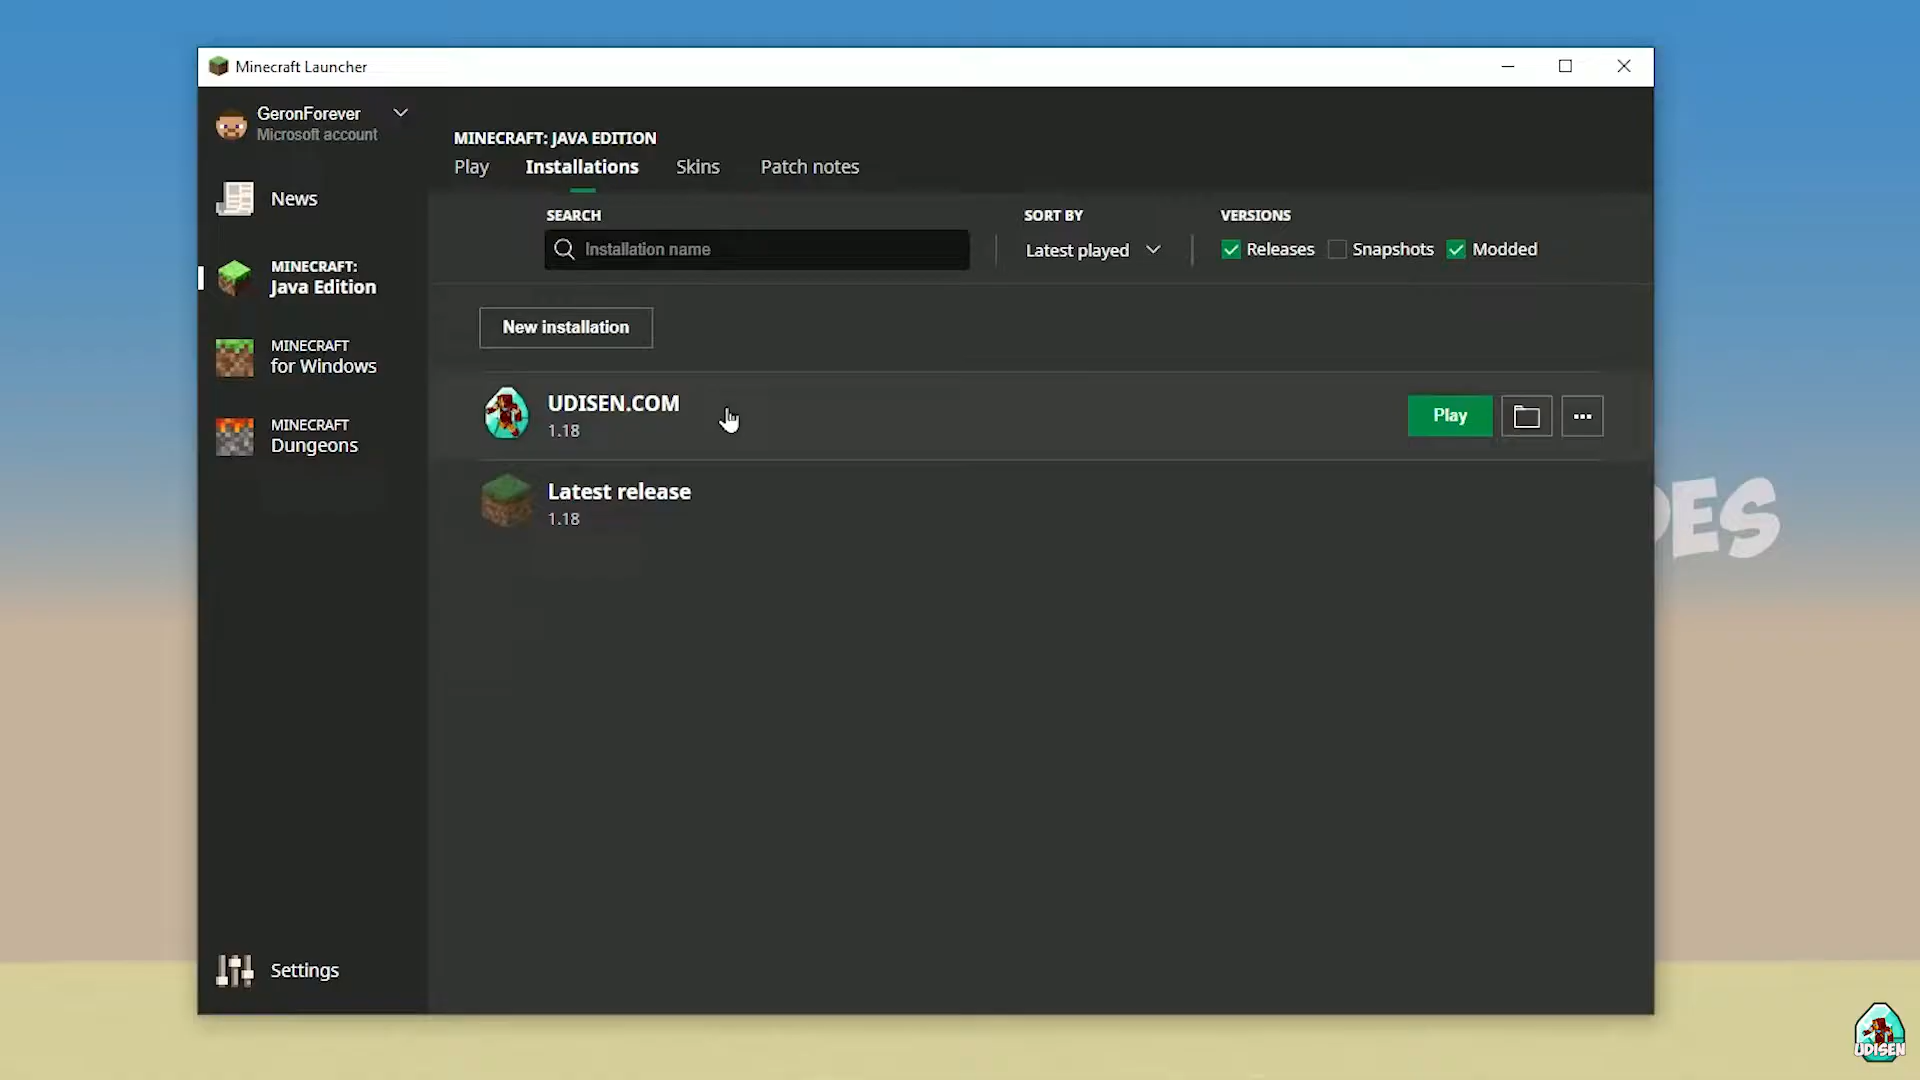 Minecraft Launcher
GeronForever
Microsoft account
News
MINECRAFT:
Java Edition
MINECRAFT
for Windows
MINECRAFT
Dungeons
Settings
MINECRAFT: JAVA EDITION
Play Installations Skins Patch notes
SEARCH SORT BY VERSIONS
Installation name Latest played Releases Snapshots Modded
New installation
UDISEN.COM
1.18
Play
Latest release
1.18
UDISEN